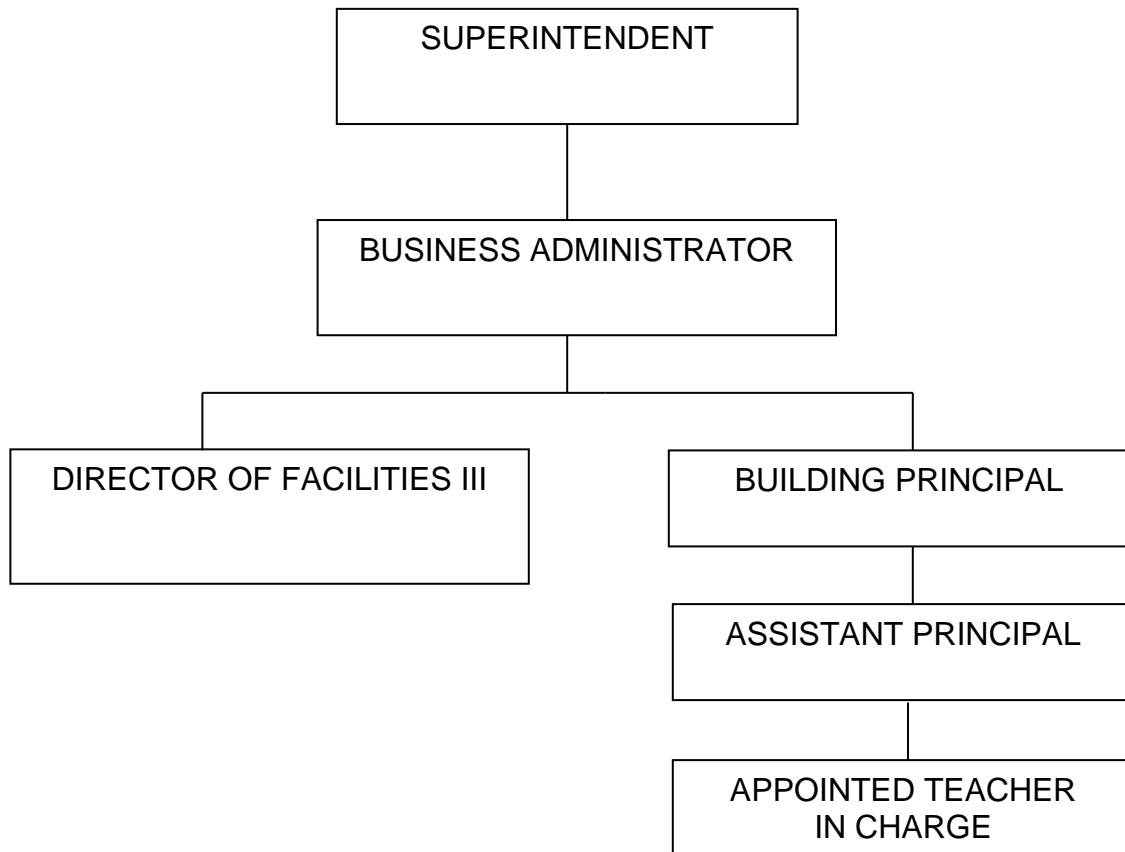 SUPERINTENDENT
BUSINESS ADMINISTRATOR
DIRECTOR OF FACILITIES III
BUILDING PRINCIPAL
ASSISTANT PRINCIPAL
APPOINTED TEACHER
IN CHARGE